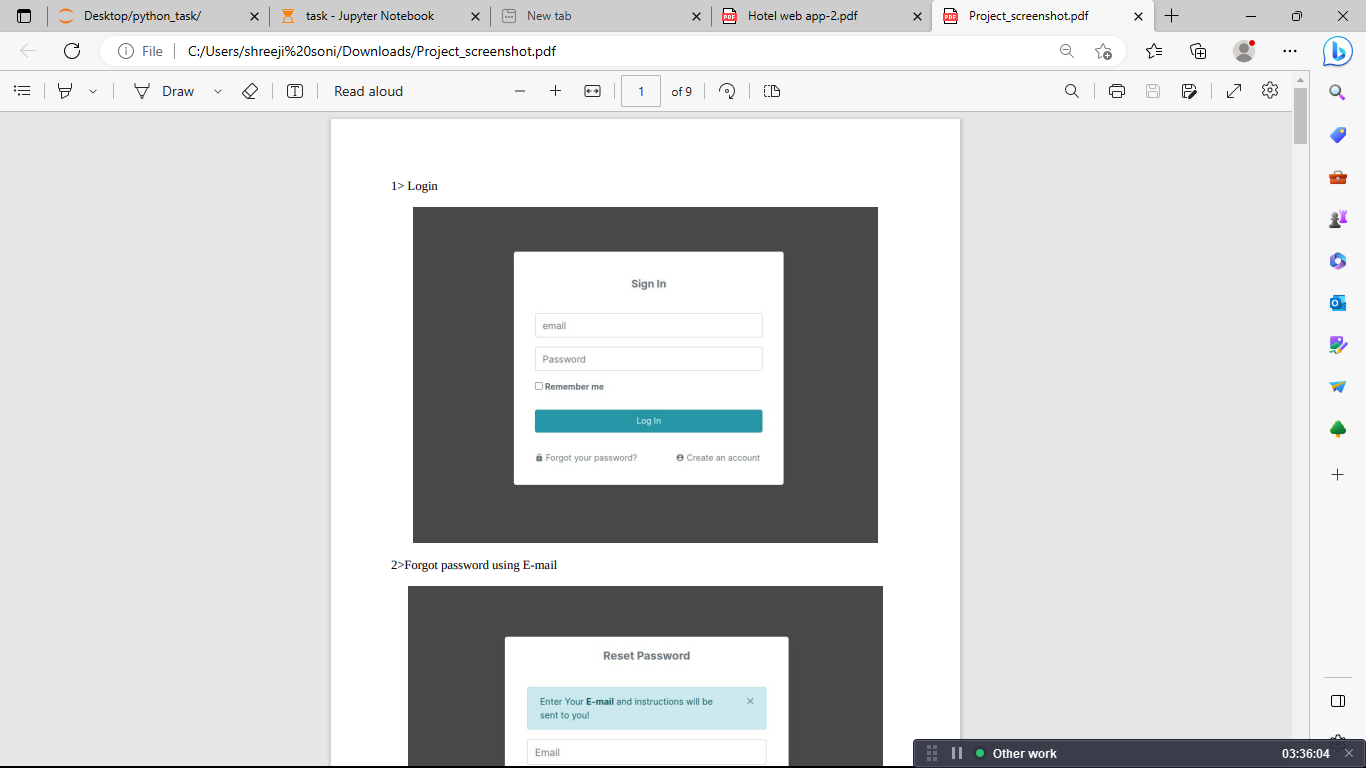 Desktop/python_task/
task - Jupyter Notebook
New tab
Hotel web app-2.pdf
Project_screenshot.pdf
File
C:/Users/shreeji%20soni/Downloads/Project_screenshot.pdf
Draw
Read aloud
1
of 9
1> Login
Sign In
email
Password
Remember me
Log In
Forgot your password?
Create an account
2>Forgot password using E-mail
Reset Password
Enter Your E-mail and instructions will be
sent to you!
Email
Other work
03:36:04